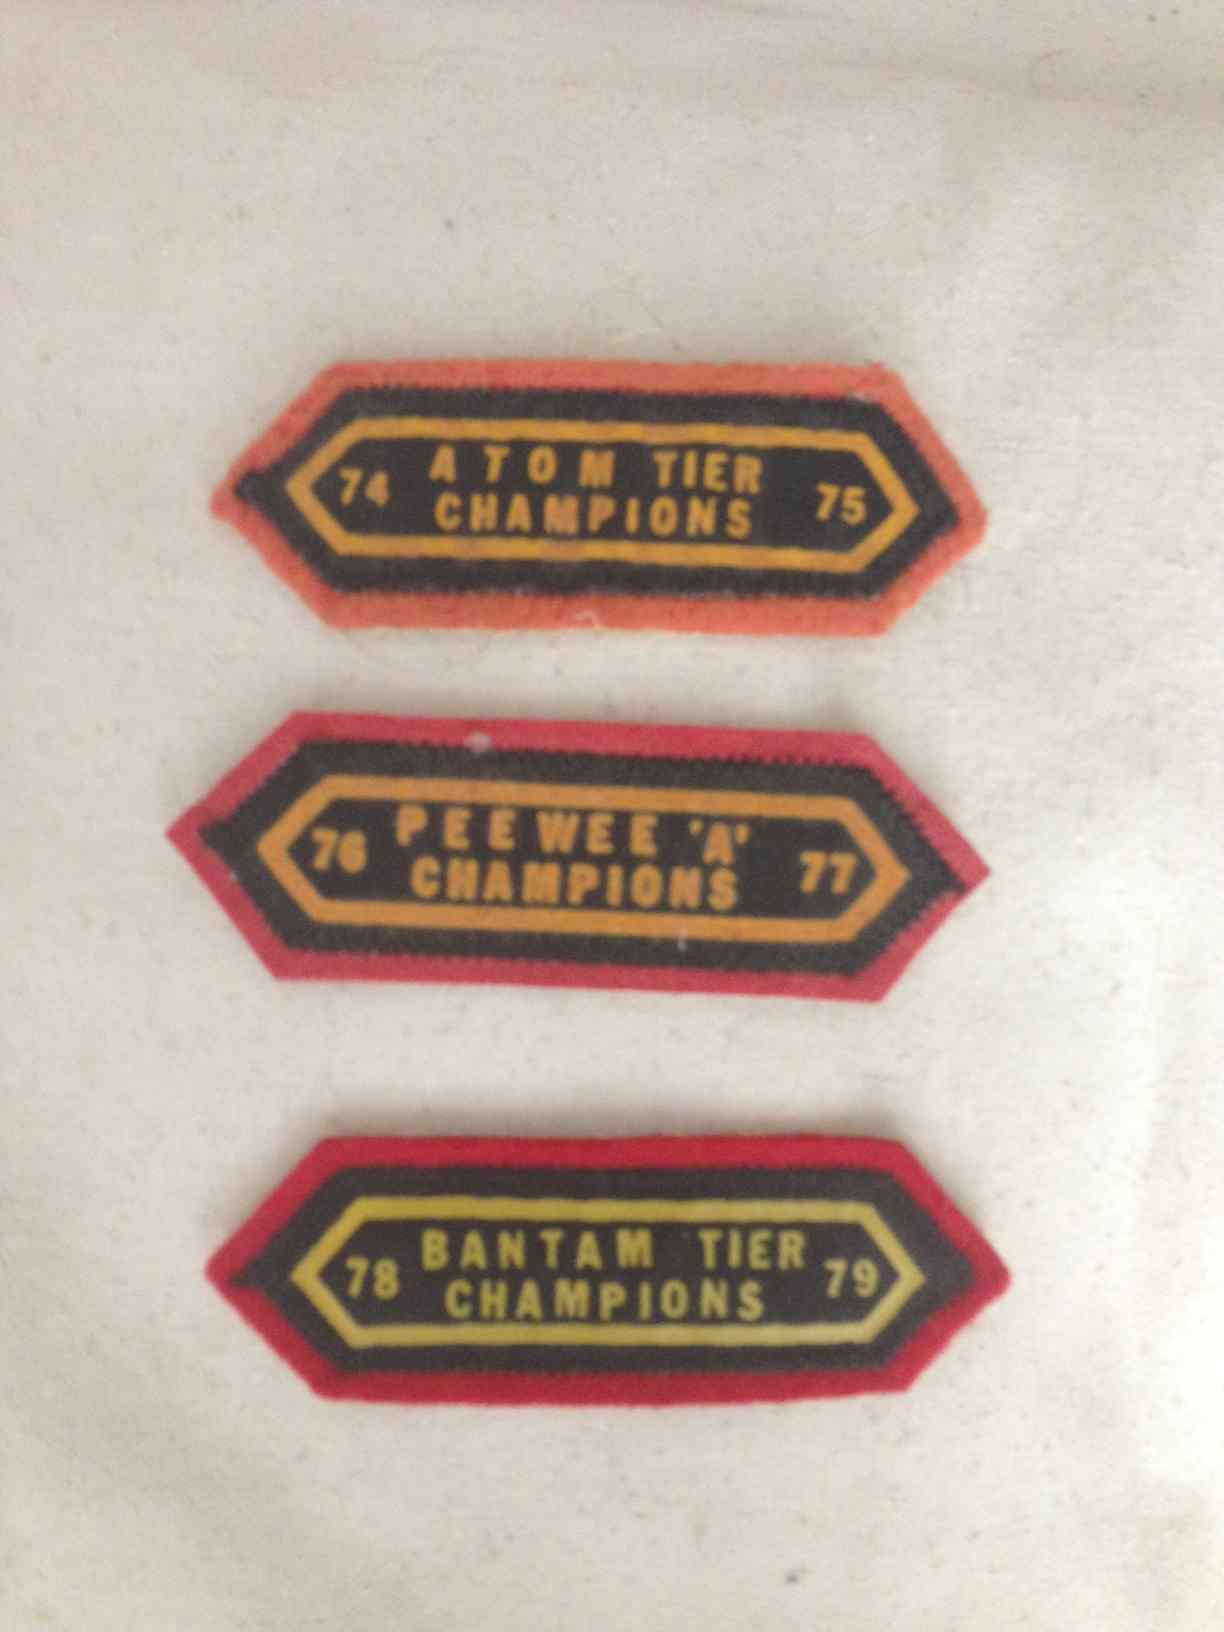 74 ATOM TIER 75
CHAMPIONS
76 PEEWEE 'A' 77
CHAMPIONS
78 BANTAM TIER 79
CHAMPIONS